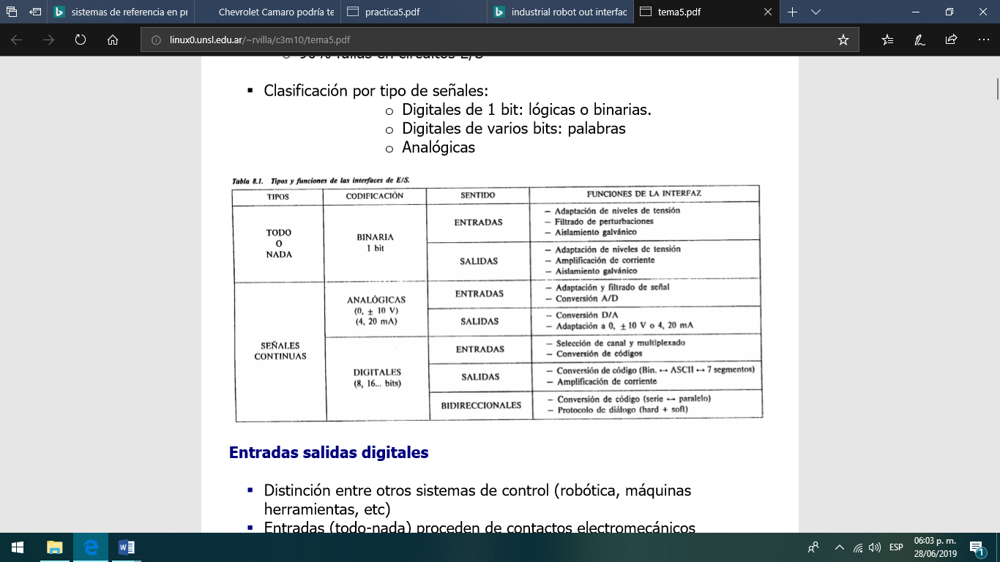 sistemas de referencia en pr
Chevrolet Camaro podría te
practica5.pdf
industrial robot out interfac
tema5.pdf
linux0.unsl.edu.ar/~rvilla/c3m10/tema5.pdf
Clasificación por tipo de señales:
Digitales de 1 bit: lógicas o binarias.
Digitales de varios bits: palabras
Analógicas
Tabla 8.1. Tipos y funciones de las interfaces de E/S.
TIPOS CODIFICACIÓN SENTIDO FUNCIONES DE LA INTERFAZ
TODO
O
NADA
BINARIA
1 bit
ENTRADAS
– Adaptación de niveles de tensión
– Filtrado de perturbaciones
– Aislamiento galvánico
SALIDAS
– Adaptación de niveles de tensión
– Amplificación de corriente
– Aislamiento galvánico
SEÑALES
CONTINUAS
ANALÓGICAS
(0, ± 10 V)
(4, 20 mA)
ENTRADAS
– Adaptación y filtrado de señal
– Conversión A/D
SALIDAS
– Conversión D/A
– Adaptación a 0, ± 10 V o 4, 20 mA
DIGITALES
(8, 16... bits)
ENTRADAS
– Selección de canal y multiplexado
– Conversión de códigos
SALIDAS
– Conversión de código (Bin. ↔ ASCII ↔ 7 segmentos)
– Amplificación de corriente
BIDIRECCIONALES
– Conversión de código (serie ↔ paralelo)
– Protocolo de diálogo (hard + soft)
Entradas salidas digitales
Distinción entre otros sistemas de control (robótica, máquinas
herramientas, etc)
Entradas (todo-nada) proceden de contactos electromecánicos
ESP
06:03 p. m.
28/06/2019
1